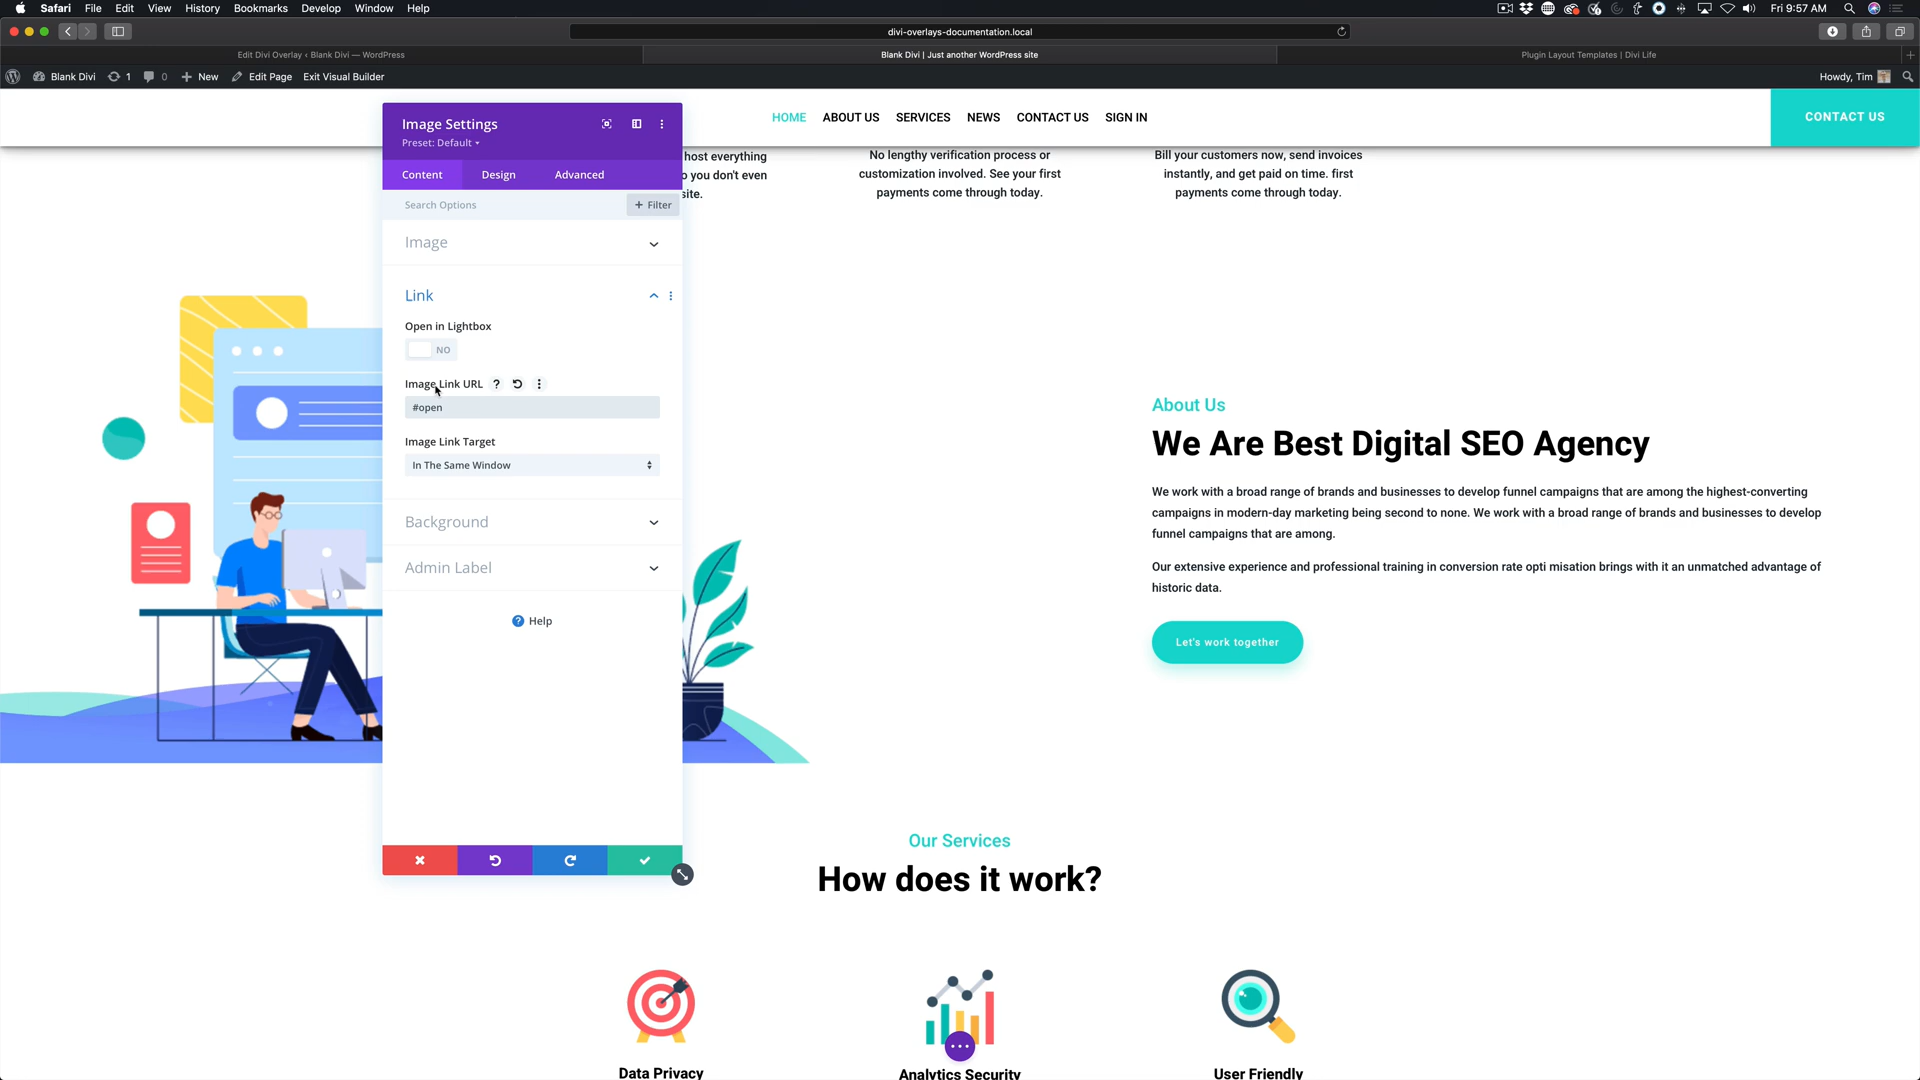 Safari File Edit View History Bookmarks Develop Window Help
Fri 9:57 AM
divi-overlays-documentation.local
Edit Divi Overlay ‹ Blank Divi — WordPress
Blank Divi | Just another WordPress site
Plugin Layout Templates | Divi Life
Blank Divi 1 0 New Edit Page Exit Visual Builder
Howdy, Tim
HOME ABOUT US SERVICES NEWS CONTACT US SIGN IN
CONTACT US
Image Settings
Preset: Default
Content Design Advanced
Search Options
+ Filter
Image
Link
Open in Lightbox
NO
Image Link URL ?
#open
Image Link Target
In The Same Window
Background
Admin Label
? Help
host everything
you don't even
site.
No lengthy verification process or
customization involved. See your first
payments come through today.
Bill your customers now, send invoices
instantly, and get paid on time. first
payments come through today.
About Us
We Are Best Digital SEO Agency
We work with a broad range of brands and businesses to develop funnel campaigns that are among the highest-converting
campaigns in modern-day marketing being second to none. We work with a broad range of brands and businesses to develop
funnel campaigns that are among.
Our extensive experience and professional training in conversion rate opti misation brings with it an unmatched advantage of
historic data.
Let's work together
Our Services
How does it work?
Data Privacy
Analytics Security
User Friendly